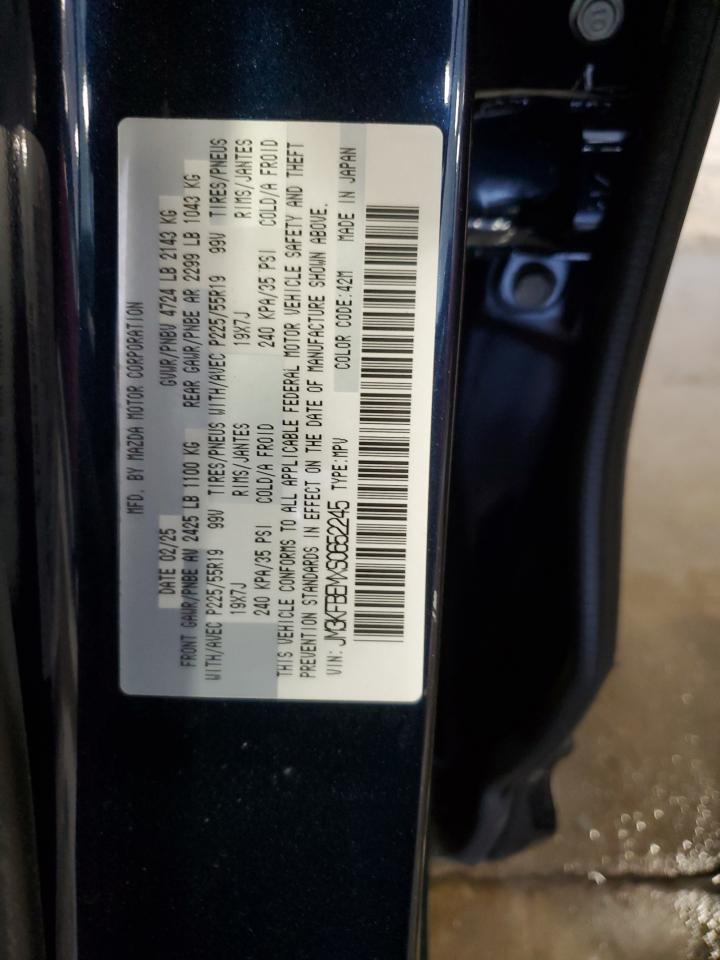 MFD. BY MAZDA MOTOR CORPORATION
DATE 02/25 GVWR/PNBV 4724 LB 2143 KG
FRONT GAWR/PNBE AV 2425 LB 1100 KG REAR GAWR/PNBE AR 2299 LB 1043 KG
WITH/AVEC P225/55R19 99V TIRES/PNEUS WITH/AVEC P225/55R19 99V TIRES/PNEUS
19X7J RIMS/JANTES 19X7J RIMS/JANTES
240 KPA/35 PSI COLD/A FROID 240 KPA/35 PSI COLD/A FROID
THIS VEHICLE CONFORMS TO ALL APPLICABLE FEDERAL MOTOR VEHICLE SAFETY AND THEFT
PREVENTION STANDARDS IN EFFECT ON THE DATE OF MANUFACTURE SHOWN ABOVE.
VIN: JM3KFBEMXS0652245 TYPE:MPV COLOR CODE:42M MADE IN JAPAN